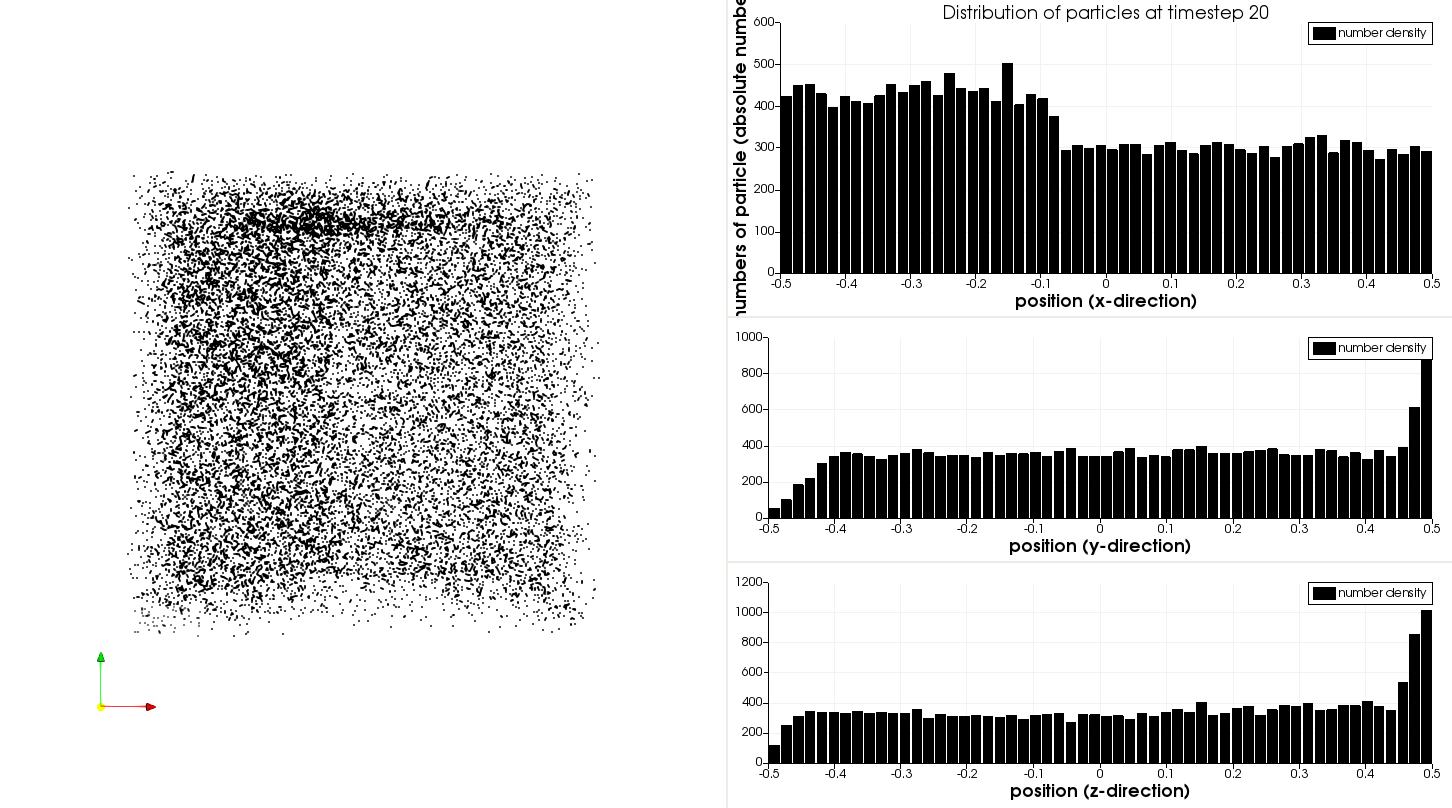 Distribution of particles at timestep 20
numbers of particle (absolute number
number density
600
500
400
300
200
100
0
-0.5 -0.4 -0.3 -0.2 -0.1 0 0.1 0.2 0.3 0.4 0.5
position (x-direction)
number density
1000
800
600
400
200
0
-0.5 -0.4 -0.3 -0.2 -0.1 0 0.1 0.2 0.3 0.4 0.5
position (y-direction)
number density
1200
1000
800
600
400
200
0
-0.5 -0.4 -0.3 -0.2 -0.1 0 0.1 0.2 0.3 0.4 0.5
position (z-direction)